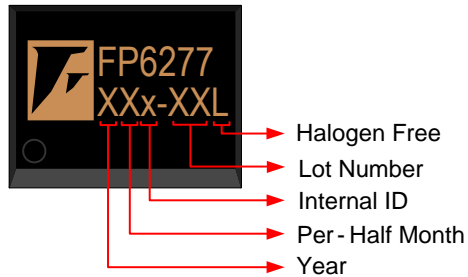 FP6277
XXx-XXL
Halogen Free
Lot Number
Internal ID
Per-Half Month
Year